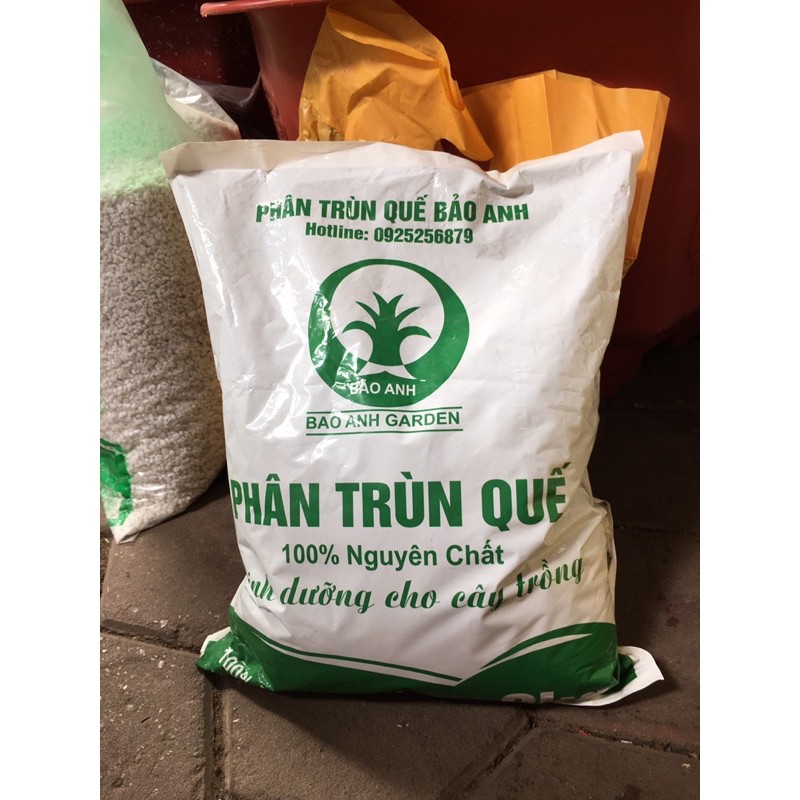 PHÂN TRÙN QUẾ BẢO ANH
Hotline: 0925256879
BẢO ANH
BAO ANH GARDEN
PHÂN TRÙN QUẾ
100% Nguyên Chất
dưỡng cho cây trồng